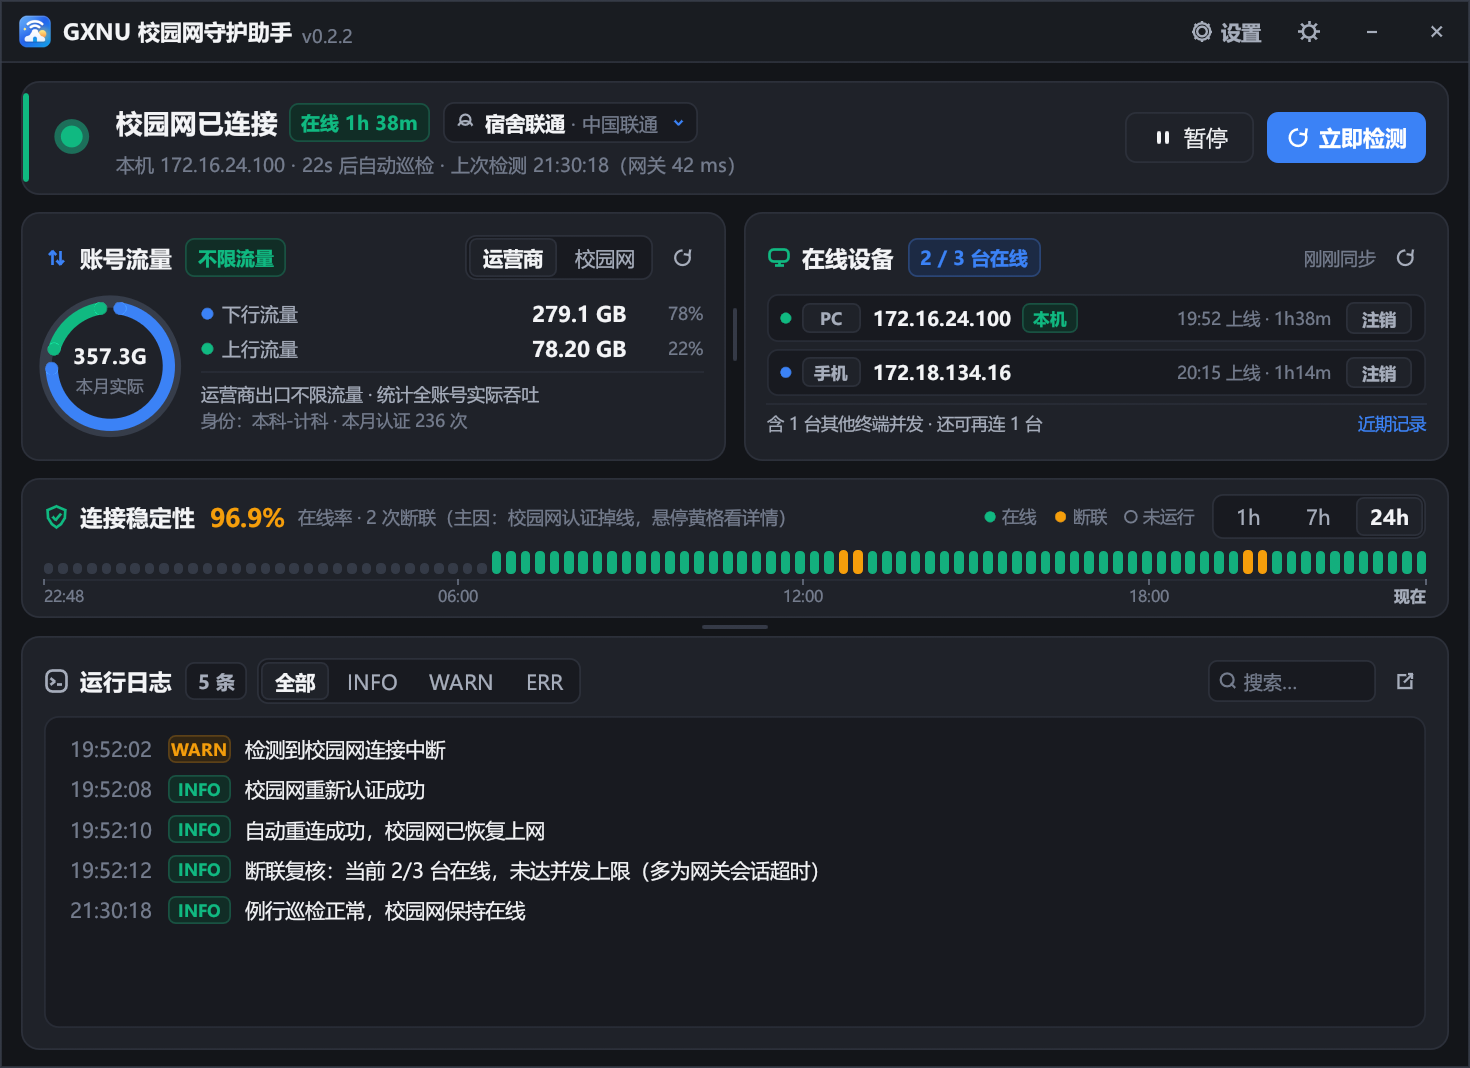 GXNU 校园网守护助手 v0.2.2
设置
校园网已连接 在线 1h 38m 宿舍联通 · 中国联通
本机 172.16.24.100 · 22s 后自动巡检 · 上次检测 21:30:18（网关 42 ms）
暂停
立即检测
账号流量 不限流量 运营商 校园网
357.3G
本月实际
下行流量 279.1 GB 78%
上行流量 78.20 GB 22%
运营商出口不限流量 · 统计全账号实际吞吐
身份：本科-计科 · 本月认证 236 次
在线设备 2 / 3 台在线 刚刚同步
PC 172.16.24.100 本机 19:52 上线 · 1h38m 注销
手机 172.18.134.16 20:15 上线 · 1h14m 注销
含 1 台其他终端并发 · 还可再连 1 台 近期记录
连接稳定性 96.9% 在线率 · 2 次断联（主因：校园网认证掉线，悬停黄格看详情） 在线 断联 未运行 1h 7h 24h
22:48 06:00 12:00 18:00 现在
运行日志 5 条 全部 INFO WARN ERR 搜索...
19:52:02 WARN 检测到校园网连接中断
19:52:08 INFO 校园网重新认证成功
19:52:10 INFO 自动重连成功，校园网已恢复上网
19:52:12 INFO 断联复核：当前 2/3 台在线，未达并发上限（多为网关会话超时）
21:30:18 INFO 例行巡检正常，校园网保持在线